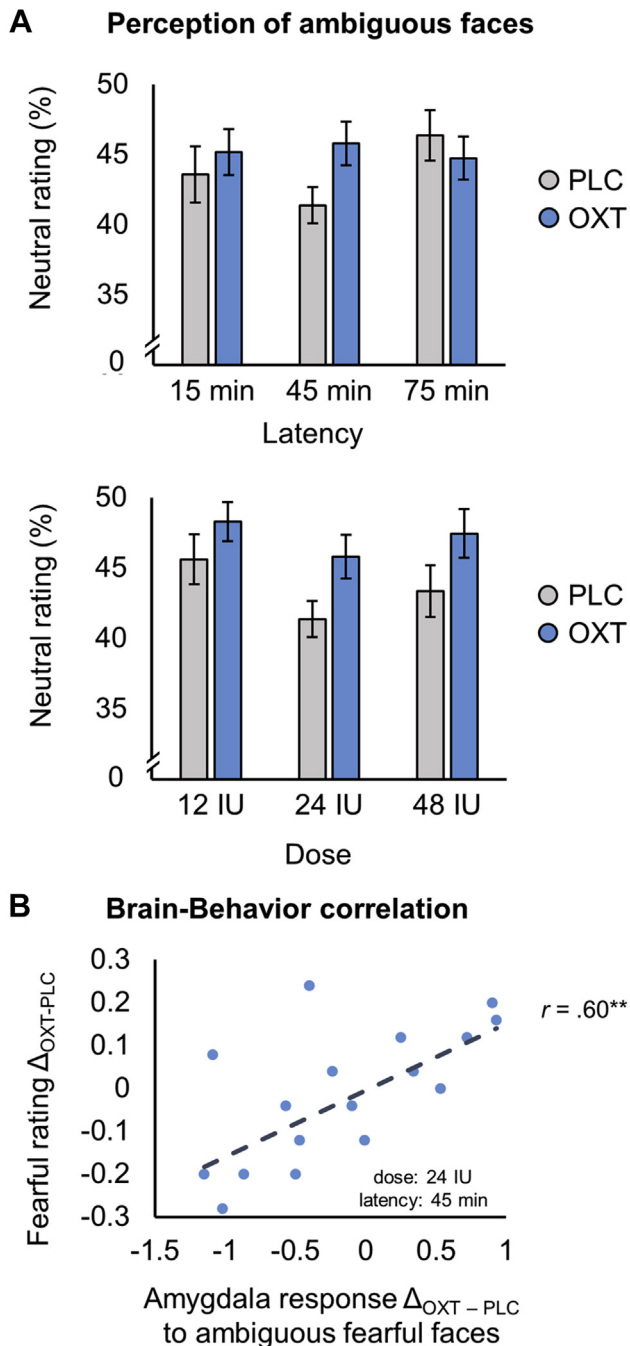 A Perception of ambiguous faces
Neutral rating (%)
50
45
40
35
0
PLC
OXT
15 min 45 min 75 min
Latency
Neutral rating (%)
50
45
40
35
0
PLC
OXT
12 IU 24 IU 48 IU
Dose
B Brain-Behavior correlation
Fearful rating ΔOXT-PLC
0.3
0.2
0.1
0
-0.1
-0.2
-0.3
r = .60**
dose: 24 IU
latency: 45 min
-1.5 -1 -0.5 0 0.5 1
Amygdala response ΔOXT – PLC
to ambiguous fearful faces